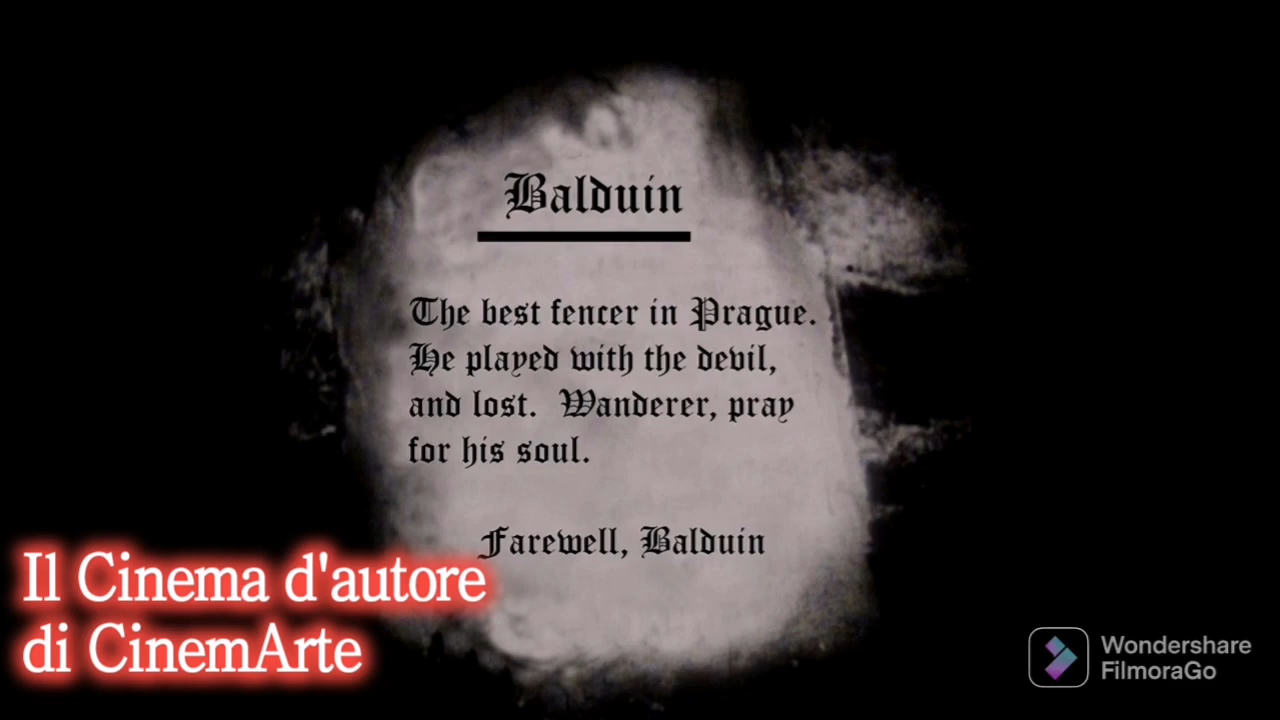 Balduin
The best fencer in Prague.
He played with the devil,
and lost. Wanderer, pray
for his soul.
Farewell, Balduin
Il Cinema d'autore
di CinemArte
Wondershare
FilmoraGo